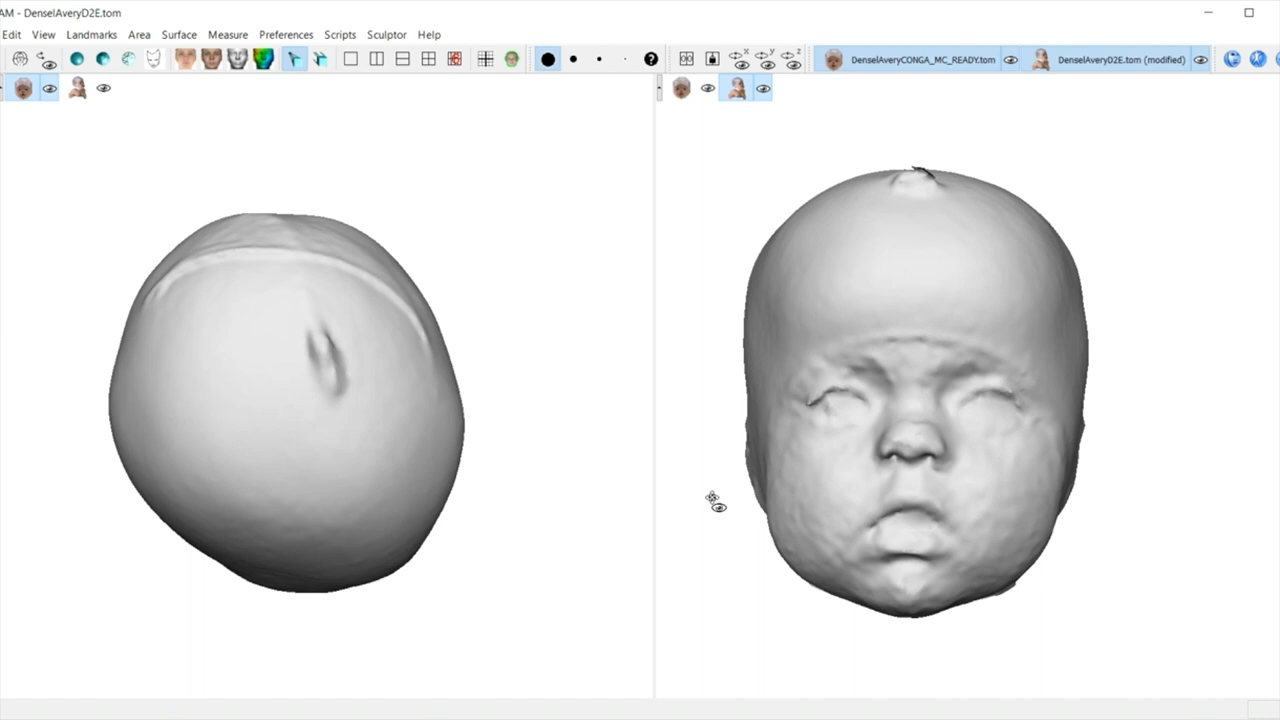 AM - DenselAveryD2E.tom
Edit View Landmarks Area Surface Measure Preferences Scripts Sculptor Help
DenselAveryCONGA_MC_READY.tom DenselAveryD2E.tom (modified)